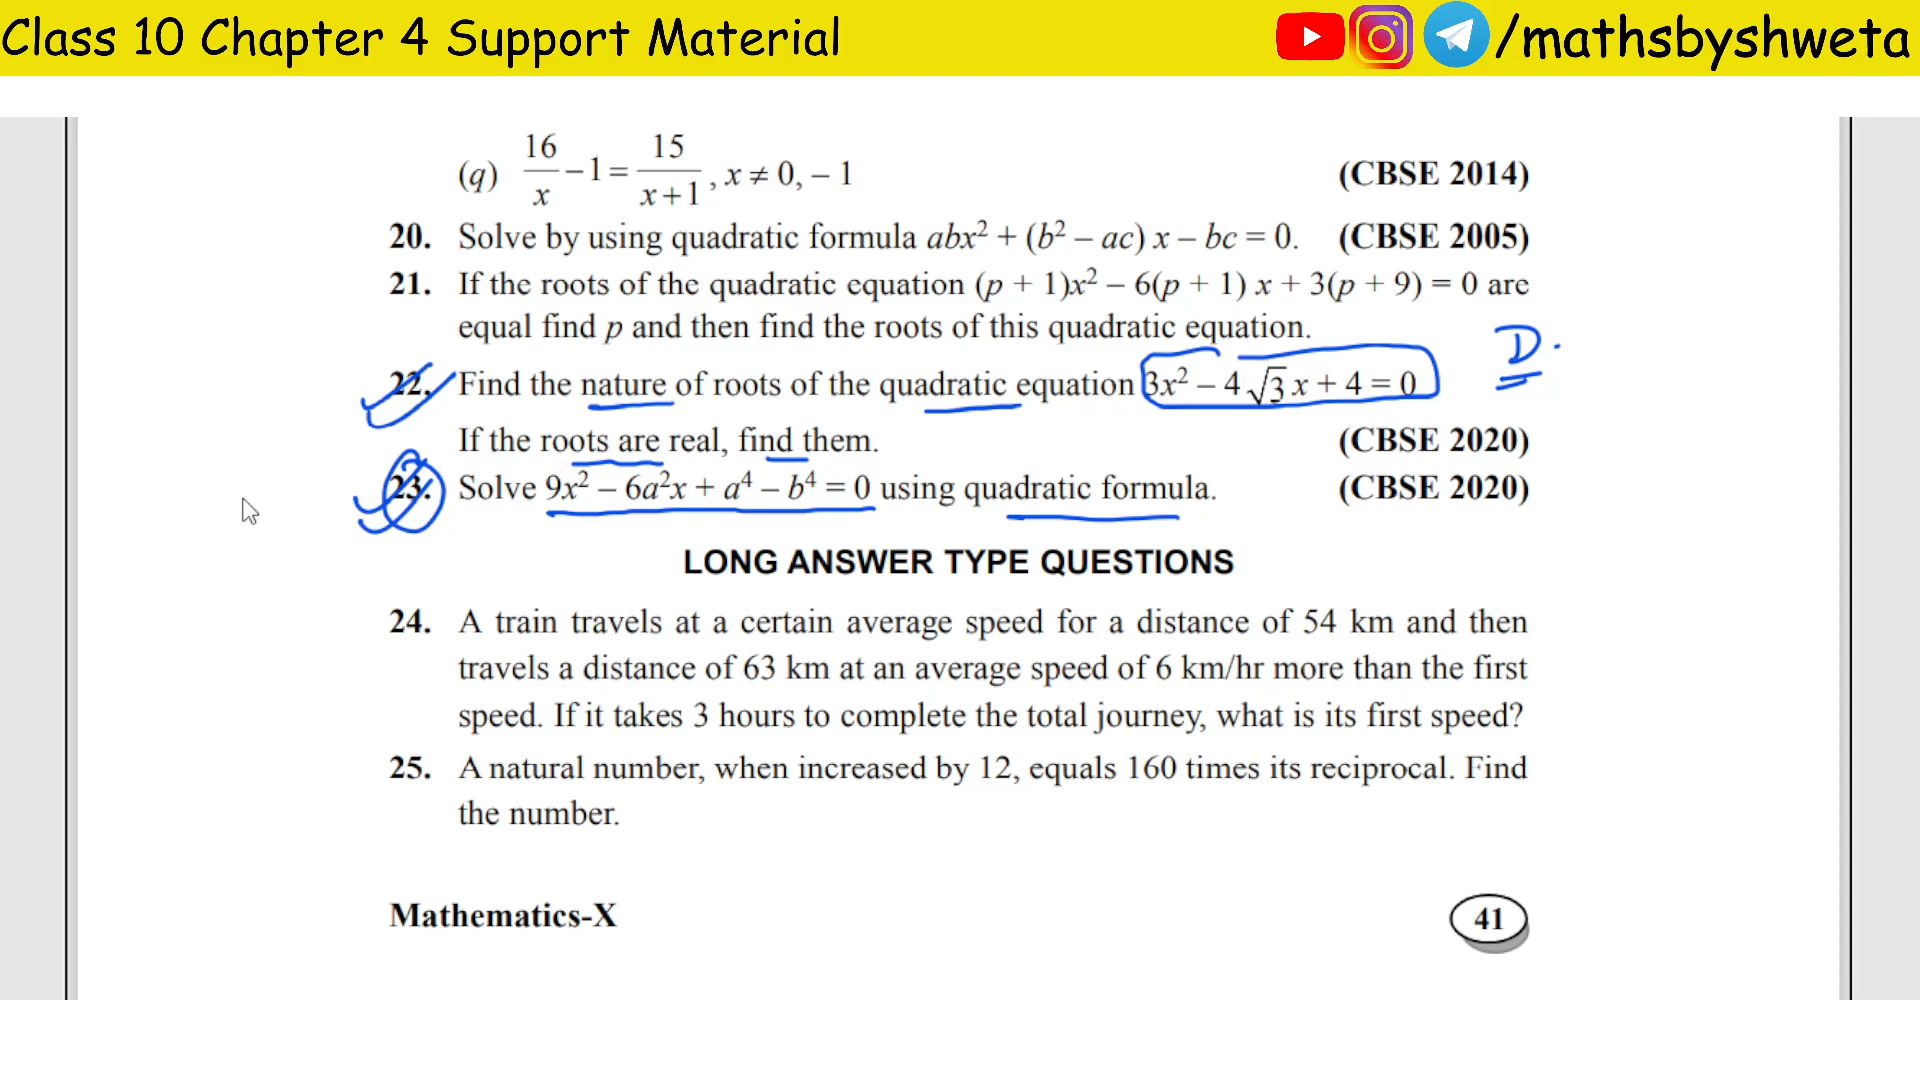 Class 10 Chapter 4 Support Material
/mathsbyshweta
(q) 16/x − 1 = 15/(x+1), x ≠ 0, – 1 (CBSE 2014)
20. Solve by using quadratic formula abx² + (b² – ac) x – bc = 0. (CBSE 2005)
21. If the roots of the quadratic equation (p + 1)x² – 6(p + 1) x + 3(p + 9) = 0 are
equal find p and then find the roots of this quadratic equation.
D.
22. Find the nature of roots of the quadratic equation 3x² – 4√3x + 4 = 0
If the roots are real, find them. (CBSE 2020)
23. Solve 9x² – 6a²x + a⁴ – b⁴ = 0 using quadratic formula. (CBSE 2020)
LONG ANSWER TYPE QUESTIONS
24. A train travels at a certain average speed for a distance of 54 km and then
travels a distance of 63 km at an average speed of 6 km/hr more than the first
speed. If it takes 3 hours to complete the total journey, what is its first speed?
25. A natural number, when increased by 12, equals 160 times its reciprocal. Find
the number.
Mathematics-X 41